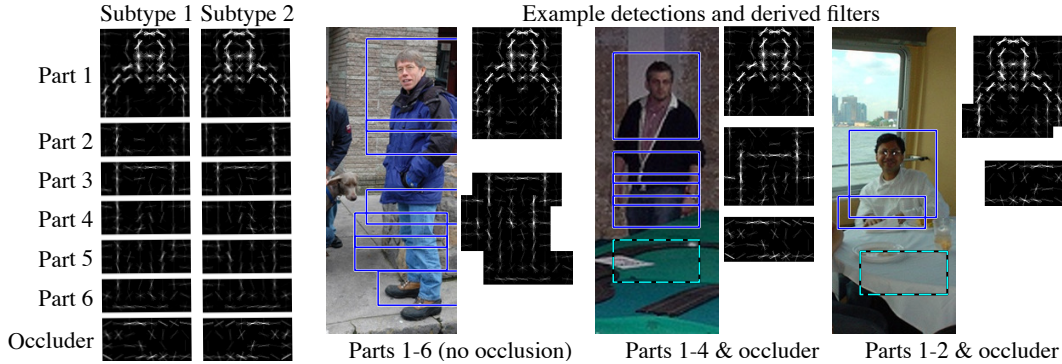 Subtype 1 Subtype 2
Example detections and derived filters
Part 1
Part 2
Part 3
Part 4
Part 5
Part 6
Occluder
Parts 1-6 (no occlusion)
Parts 1-4 & occluder
Parts 1-2 & occluder